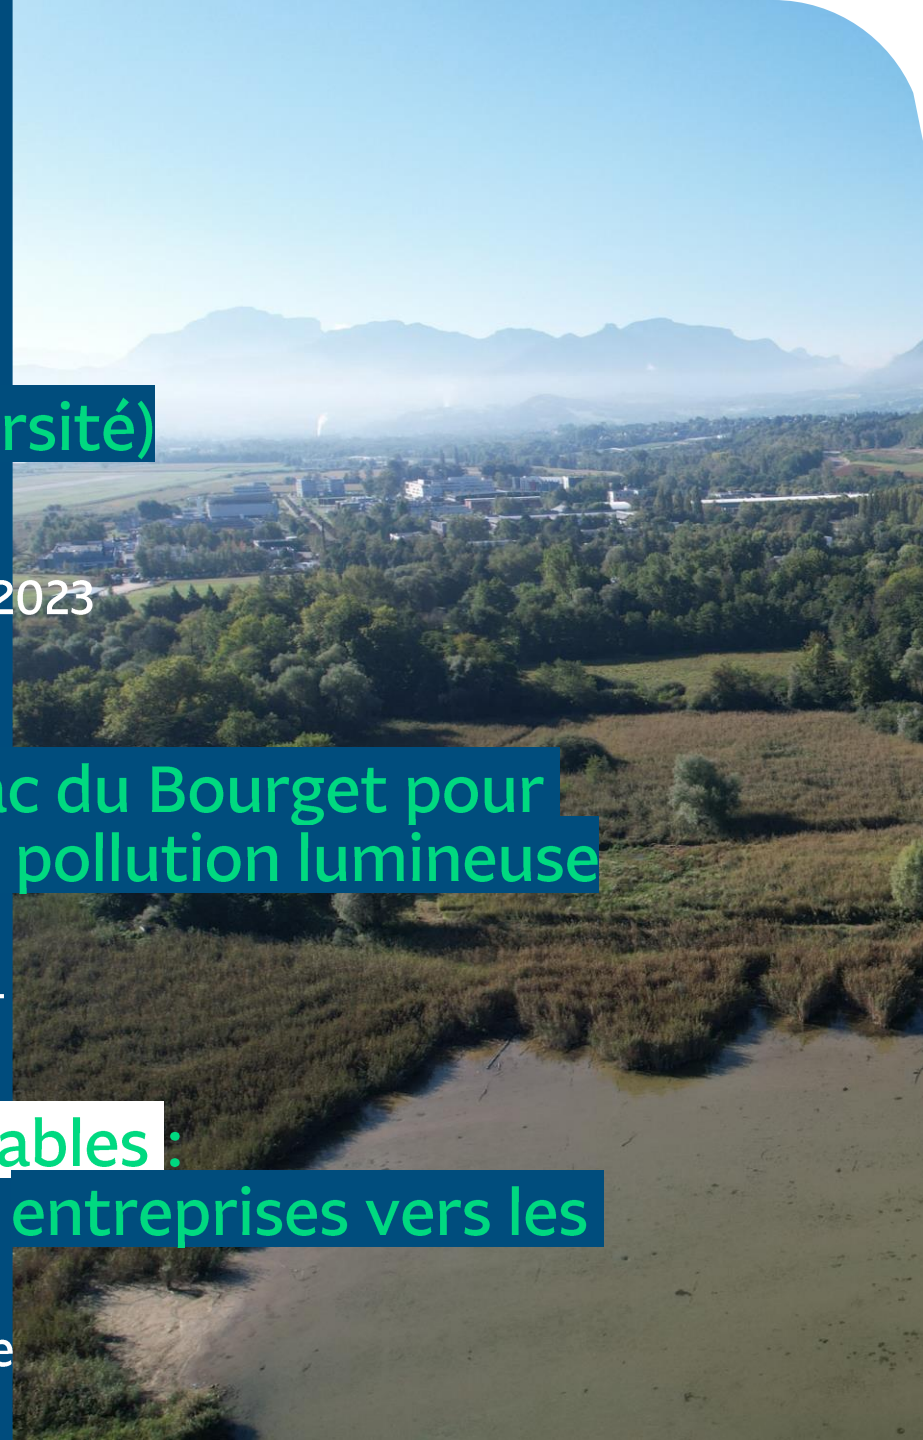 rsité)
2023
ac du Bourget pour
pollution lumineuse
ables :
entreprises vers les
e